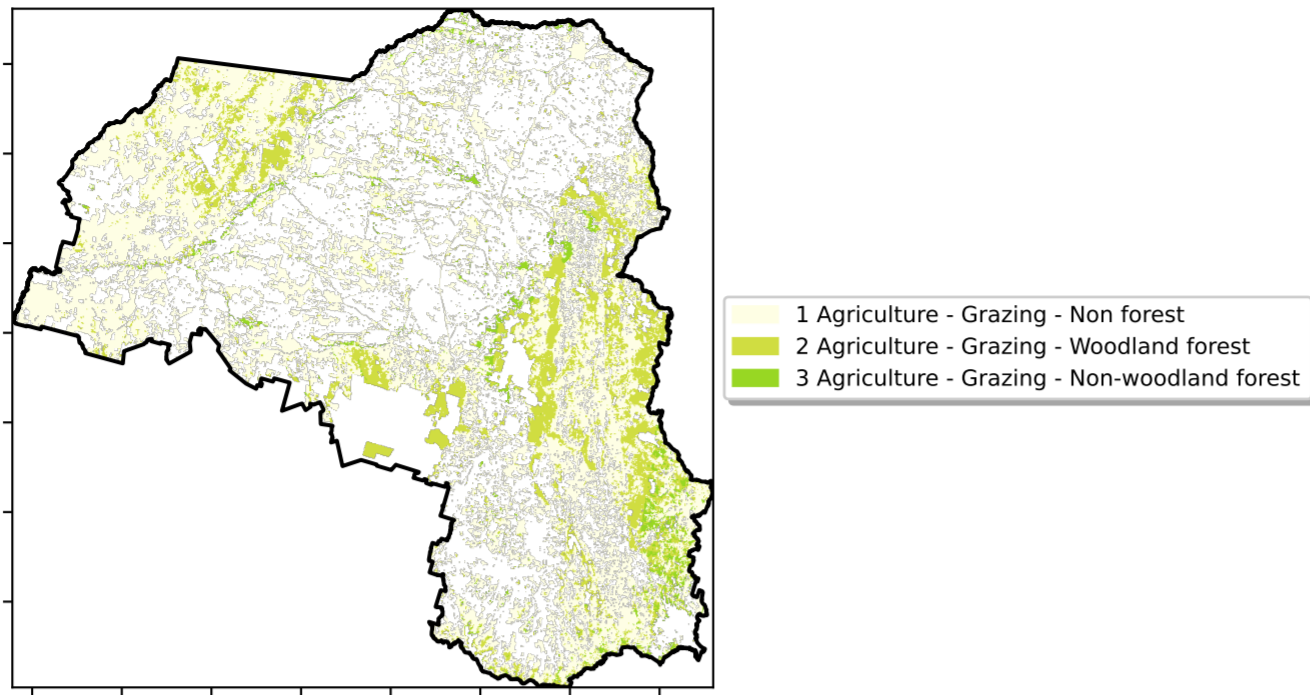 1 Agriculture - Grazing - Non forest
2 Agriculture - Grazing - Woodland forest
3 Agriculture - Grazing - Non-woodland forest